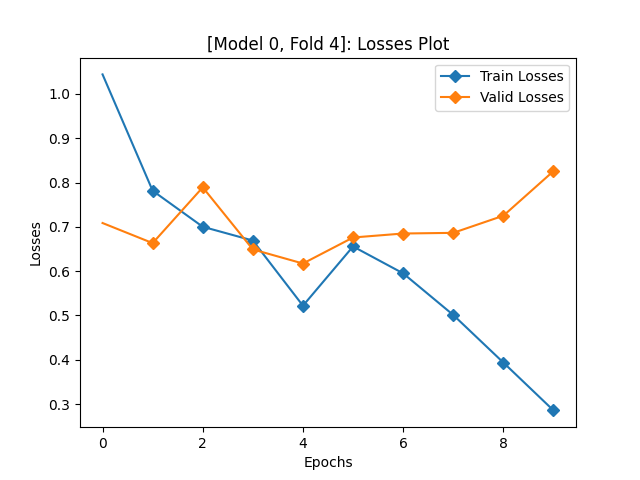 [Model 0, Fold 4]: Losses Plot
Train Losses
Valid Losses
1.0
0.9
0.8
0.7
0.6
0.5
0.4
0.3
Losses
0 2 4 6 8
Epochs